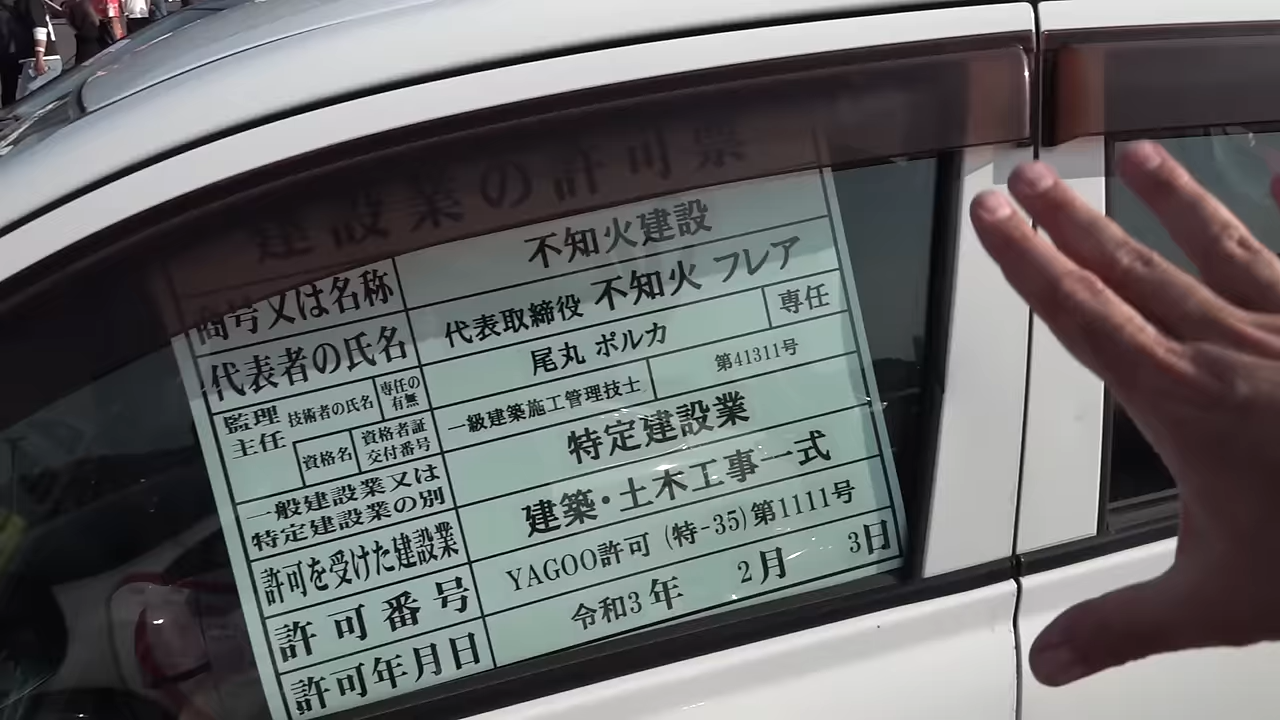 建設業の許可票
商号又は名称 不知火建設
代表者の氏名 代表取締役 不知火 フレア
監理 主任 技術者の氏名 専任の有無 尾丸 ポルカ 専任
資格名 資格者証交付番号 一級建築施工管理技士 第41311号
一般建設業又は特定建設業の別 特定建設業
許可を受けた建設業 建築・土木工事一式
許可番号 YAGOO許可 (特-35) 第1111号
許可年月日 令和3年 2月 3日